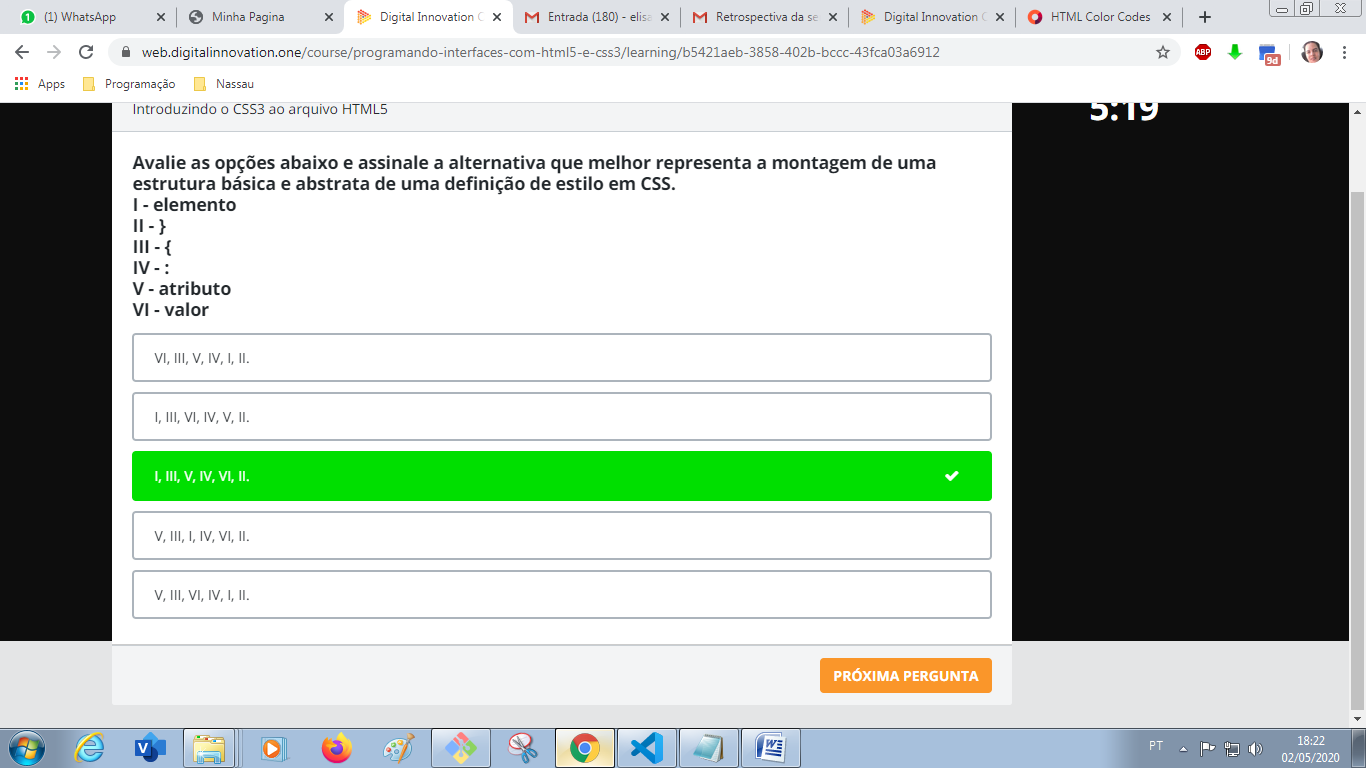 (1) WhatsApp
Minha Pagina
Digital Innovation C
Entrada (180) - elisa
Retrospectiva da se
Digital Innovation C
HTML Color Codes
web.digitalinnovation.one/course/programando-interfaces-com-html5-e-css3/learning/b5421aeb-3858-402b-bccc-43fca03a6912
ABP
9d
Apps
Programação
Nassau
Introduzindo o CSS3 ao arquivo HTML5
5:19
Avalie as opções abaixo e assinale a alternativa que melhor representa a montagem de uma
estrutura básica e abstrata de uma definição de estilo em CSS.
I - elemento
II - }
III - {
IV - :
V - atributo
VI - valor
VI, III, V, IV, I, II.
I, III, VI, IV, V, II.
I, III, V, IV, VI, II.
V, III, I, IV, VI, II.
V, III, VI, IV, I, II.
PRÓXIMA PERGUNTA
PT
18:22
02/05/2020